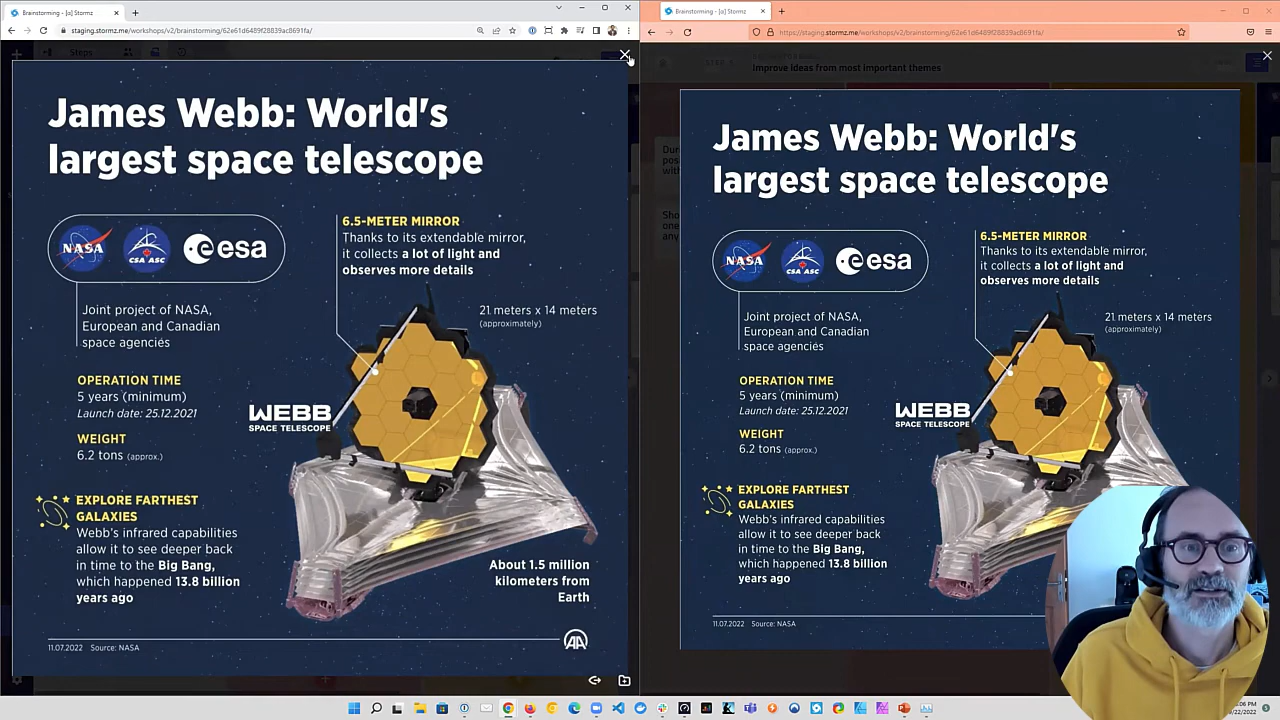 Brainstorming - [o] Stormz
staging.stormz.me/workshops/v2/brainstorming/62e61d6489f28839ac8691fa/
Steps
James Webb: World's
largest space telescope
NASA
CSA ASC
esa
6.5-METER MIRROR
Thanks to its extendable mirror,
it collects a lot of light and
observes more details
Joint project of NASA,
European and Canadian
space agencies
21 meters x 14 meters
(approximately)
OPERATION TIME
5 years (minimum)
Launch date: 25.12.2021
WEBB
SPACE TELESCOPE
WEIGHT
6.2 tons (approx.)
EXPLORE FARTHEST
GALAXIES
Webb's infrared capabilities
allow it to see deeper back
in time to the Big Bang,
which happened 13.8 billion
years ago
About 1.5 million
kilometers from
Earth
11.07.2022 Source: NASA
AA
Brainstorming - [o] Stormz
https://staging.stormz.me/workshops/v2/brainstorming/62e61d6489f28839ac8691fa/
Improve ideas from most important themes
James Webb: World's
largest space telescope
NASA
CSA ASC
esa
6.5-METER MIRROR
Thanks to its extendable mirror,
it collects a lot of light and
observes more details
Joint project of NASA,
European and Canadian
space agencies
21 meters x 14 meters
(approximately)
OPERATION TIME
5 years (minimum)
Launch date: 25.12.2021
WEBB
SPACE TELESCOPE
WEIGHT
6.2 tons (approx.)
EXPLORE FARTHEST
GALAXIES
Webb's infrared capabilities
allow it to see deeper back
in time to the Big Bang,
which happened 13.8 billion
years ago
11.07.2022 Source: NASA